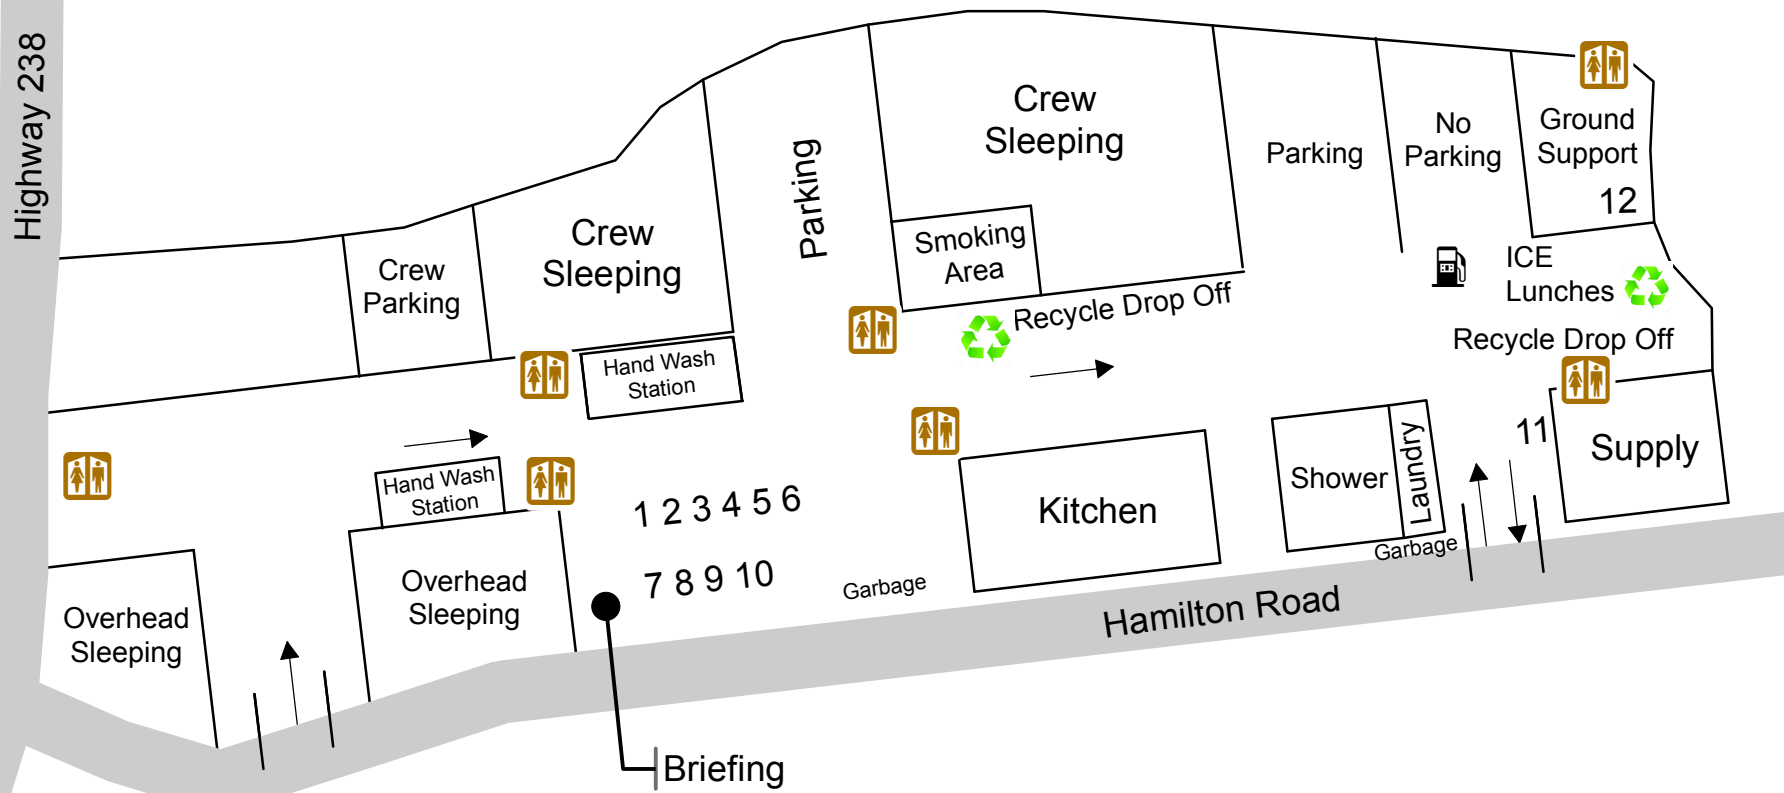 Highway 238
Crew
Parking
Crew
Sleeping
Parking
Crew
Sleeping
Smoking
Area
Parking
No
Parking
Ground
Support
12
ICE
Lunches
Recycle Drop Off
Recycle Drop Off
Hand Wash
Station
Hand Wash
Station
1 2 3 4 5 6
7 8 9 10
Kitchen
Shower
Laundry
11
Supply
Overhead
Sleeping
Overhead
Sleeping
Garbage
Garbage
Hamilton Road
Briefing